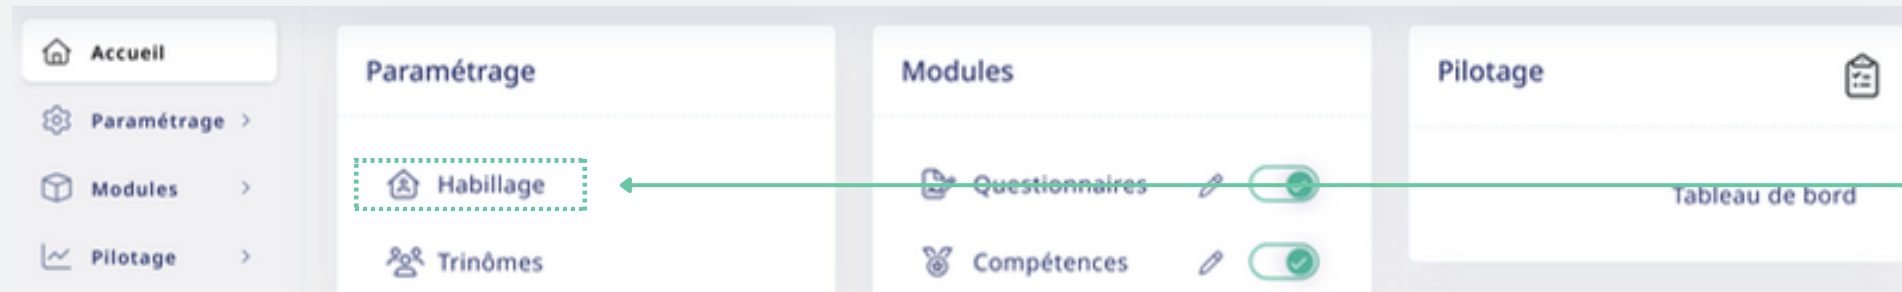 Accueil
Paramétrage
Modules
Pilotage
Paramétrage
Habillage
Trinômes
Modules
Questionnaires
Compétences
Pilotage
Tableau de bord